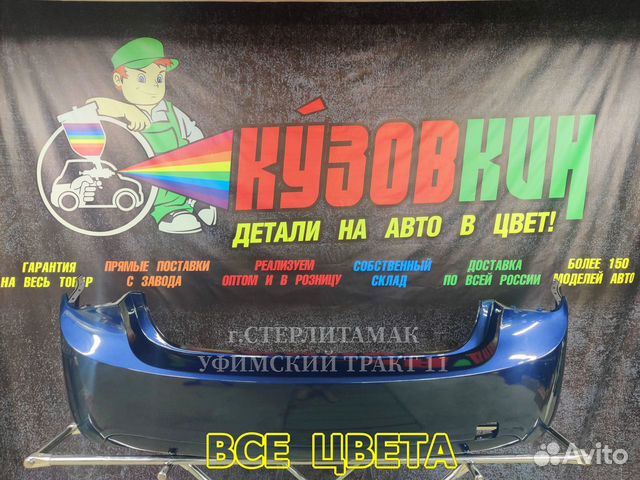 КУЗОВКИН
ДЕТАЛИ НА АВТО В ЦВЕТ!
ГАРАНТИЯ НА ВЕСЬ ТОВАР
ПРЯМЫЕ ПОСТАВКИ С ЗАВОДА
РЕАЛИЗУЕМ ОПТОМ И В РОЗНИЦУ
СОБСТВЕННЫЙ СКЛАД
ДОСТАВКА ПО ВСЕЙ РОССИИ
БОЛЕЕ 150 МОДЕЛЕЙ АВТО
г.СТЕРЛИТАМАК
УФИМСКИЙ ТРАКТ 11
ВСЕ ЦВЕТА
Avito